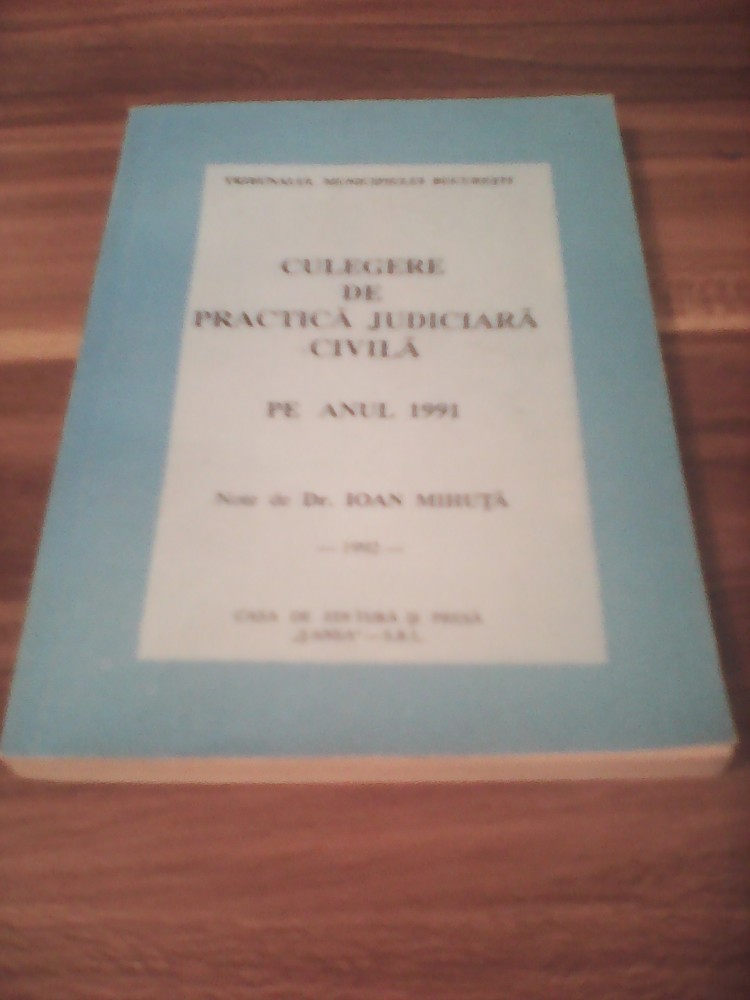 TRIBUNALUL MUNICIPIULUI BUCUREȘTI
CULEGERE
DE
PRACTICĂ JUDICIARĂ
CIVILĂ
PE ANUL 1991
Note de Dr. IOAN MIHUȚĂ
— 1992 —
CASA DE EDITURĂ ȘI PRESĂ
„ȘANSA” — S.R.L.